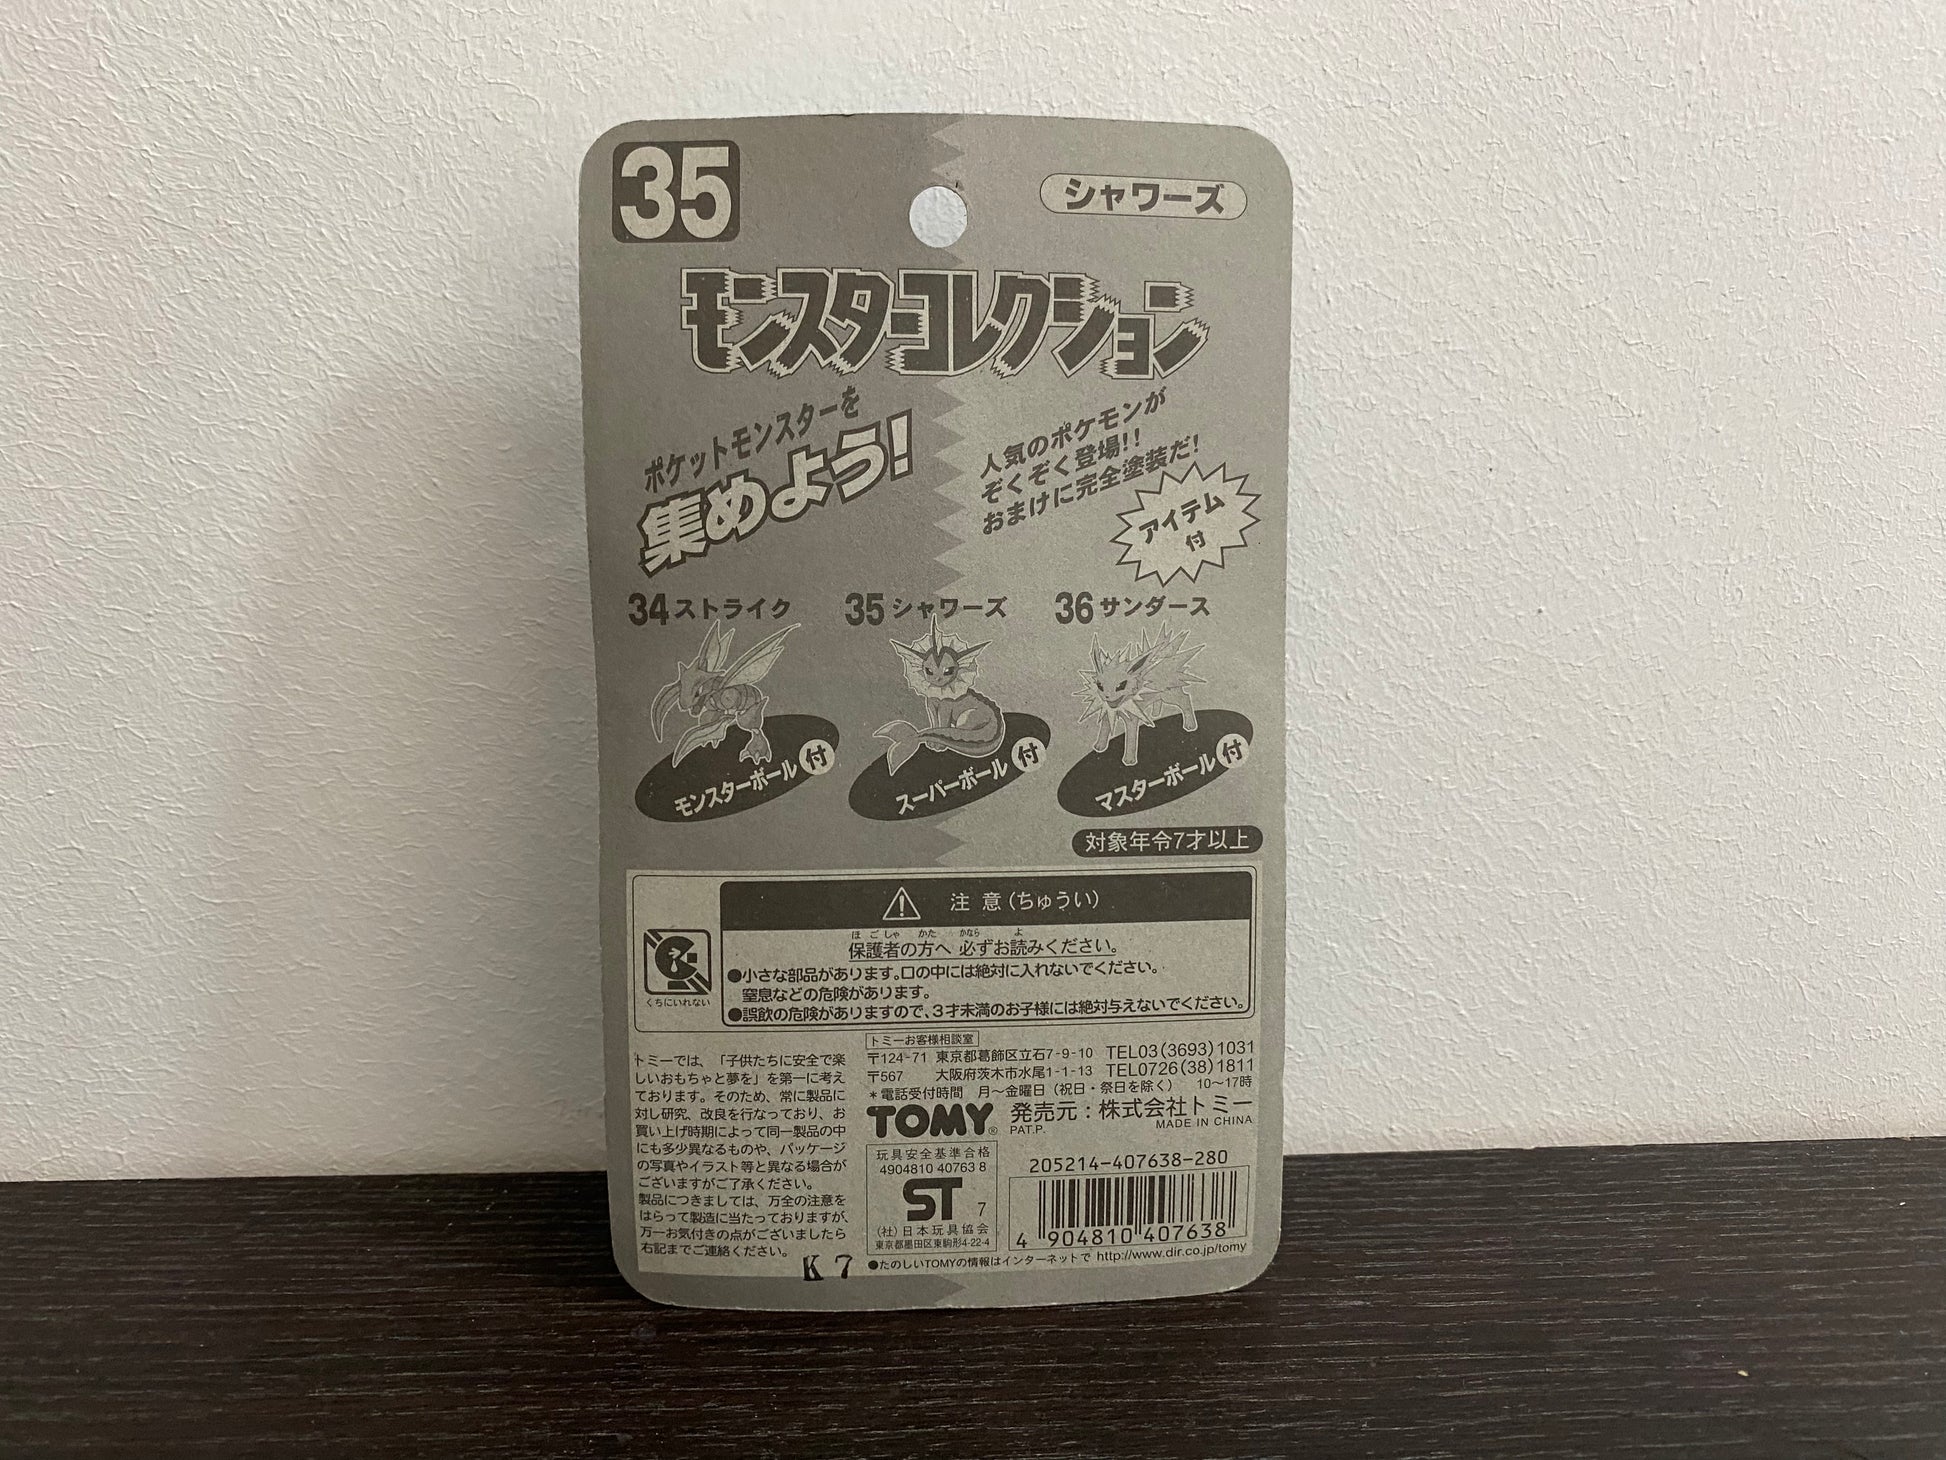 35
シャワーズ
モンスターコレクション
ポケットモンスターを
集めよう!
人気のポケモンが
ぞくぞく登場!!
おまけに完全塗装だ!
アイテム
付
34 ストライク
モンスターボール 付
35 シャワーズ
スーパーボール 付
36 サンダース
マスターボール 付
対象年令7才以上
くちにいれない
注意(ちゅうい)
ほごしゃ かた かなら よ
保護者の方へ 必ずお読みください。
●小さな部品があります。口の中には絶対に入れないでください。
窒息などの危険があります。
●誤飲の危険がありますので、3才未満のお子様には絶対与えないでください。
トミーでは、「子供たちに安全で楽
しいおもちゃと夢を」を第一に考え
ております。そのため、常に製品に
対し研究、改良を行なっており、お
買い上げ時期によって同一製品の中
にも多少異なるものや、パッケージ
の写真やイラスト等と異なる場合が
ございますがご了承ください。
製品につきましては、万全の注意を
はらって製造に当たっておりますが、
万一お気付きの点がございましたら
右記までご連絡ください。
K 7
トミーお客様相談室
〒124-71 東京都葛飾区立石7-9-10 TEL03(3693)1031
〒567 大阪府茨木市水尾1-1-13 TEL0726(38)1811
*電話受付時間 月〜金曜日(祝日・祭日を除く) 10〜17時
TOMY® 発売元:株式会社トミー
PAT.P. MADE IN CHINA
玩具安全基準合格
4904810 40763 8
ST 7
(社)日本玩具協会
東京都墨田区東駒形4-22-4
205214-407638-280
4 904810 407638
●たのしいTOMYの情報はインターネットで http://www.dir.co.jp/tomy